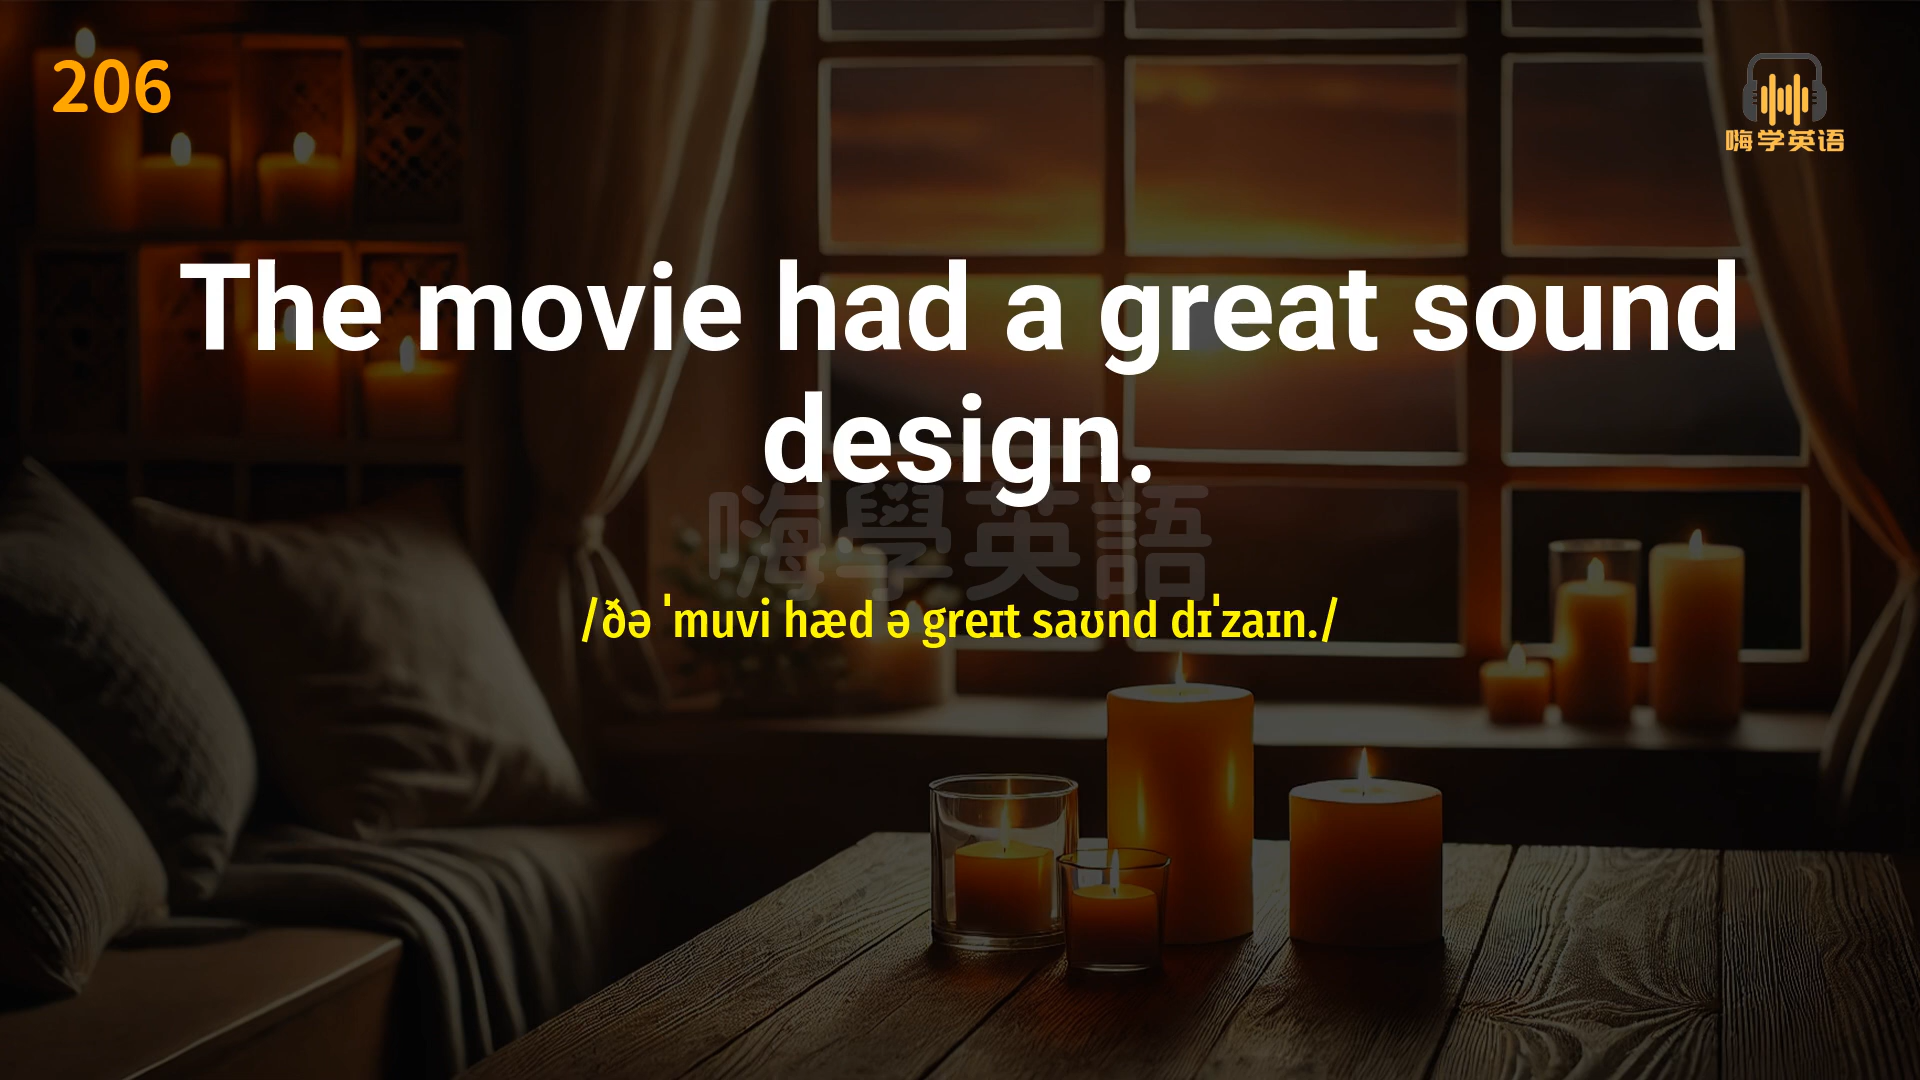 206
嗨学英语
The movie had a great sound
design.
嗨學英語
/ðə ˈmuvi hæd ə greɪt saʊnd dɪˈzaɪn./